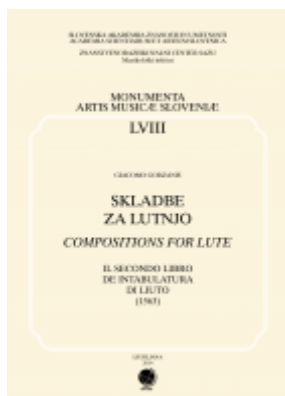 SLOVENSKA AKADEMIJA ZNANOSTI IN UMETNOSTI
ACADEMIA SCIENTIARUM ET ARTIUM SLOVENICA
ZNANSTVENORAZISKOVALNI CENTER SAZU
MONUMENTA
ARTIS MUSICÆ SLOVENIÆ
LVIII
GIACOMO GORZANIS
SKLADBE
ZA LUTNJO
COMPOSITIONS FOR LUTE
IL SECONDO LIBRO
DE INTABULATURA
DI LIUTO
(1563)
LJUBLJANA